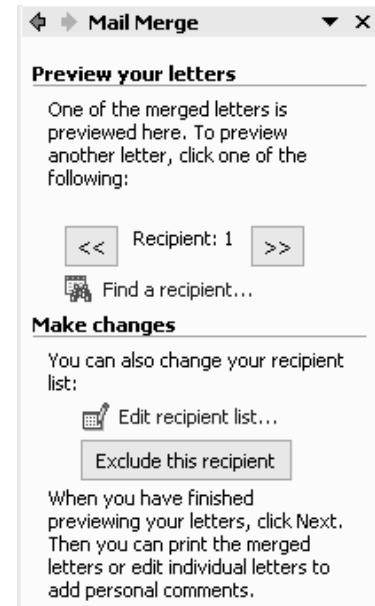 Mail Merge
Preview your letters
One of the merged letters is
previewed here. To preview
another letter, click one of the
following:
<< Recipient: 1 >>
Find a recipient...
Make changes
You can also change your recipient
list:
Edit recipient list...
Exclude this recipient
When you have finished
previewing your letters, click Next.
Then you can print the merged
letters or edit individual letters to
add personal comments.